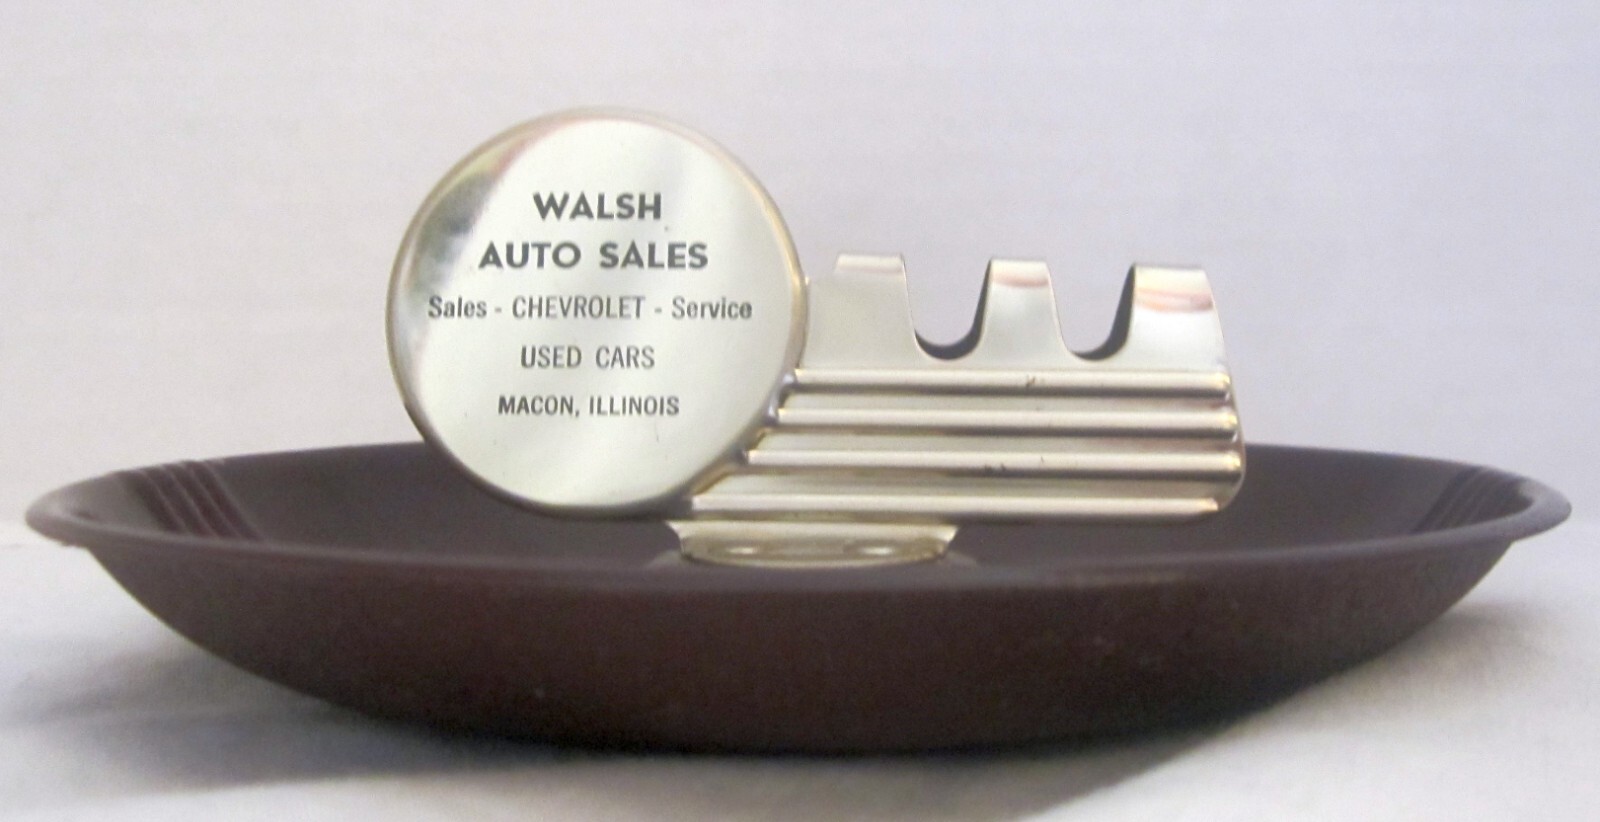 WALSH
AUTO SALES
Sales - CHEVROLET - Service
USED CARS
MACON, ILLINOIS